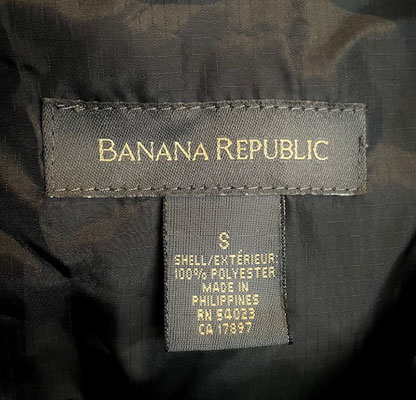 BANANA REPUBLIC
S
SHELL/EXTÉRIEUR:
100% POLYESTER
MADE IN
PHILIPPINES
RN 54023
CA 17897